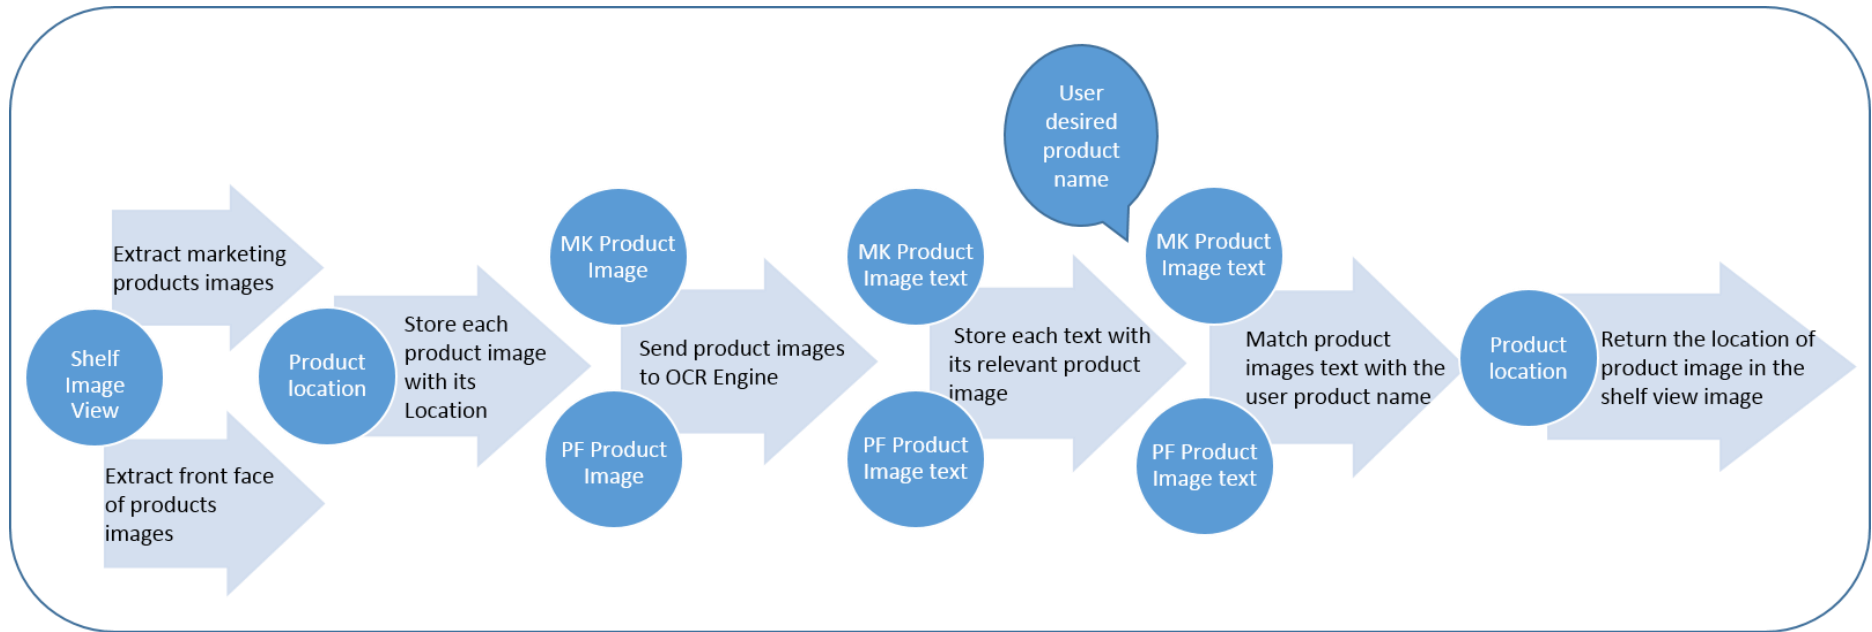 Shelf
Image
View
Extract marketing
products images
Extract front face
of products
images
Product
location
Store each
product image
with its
Location
MK Product
Image
PF Product
Image
Send product images
to OCR Engine
MK Product
Image text
PF Product
Image text
Store each text with
its relevant product
image
User
desired
product
name
MK Product
Image text
PF Product
Image text
Match product
images text with the
user product name
Product
location
Return the location of
product image in the
shelf view image